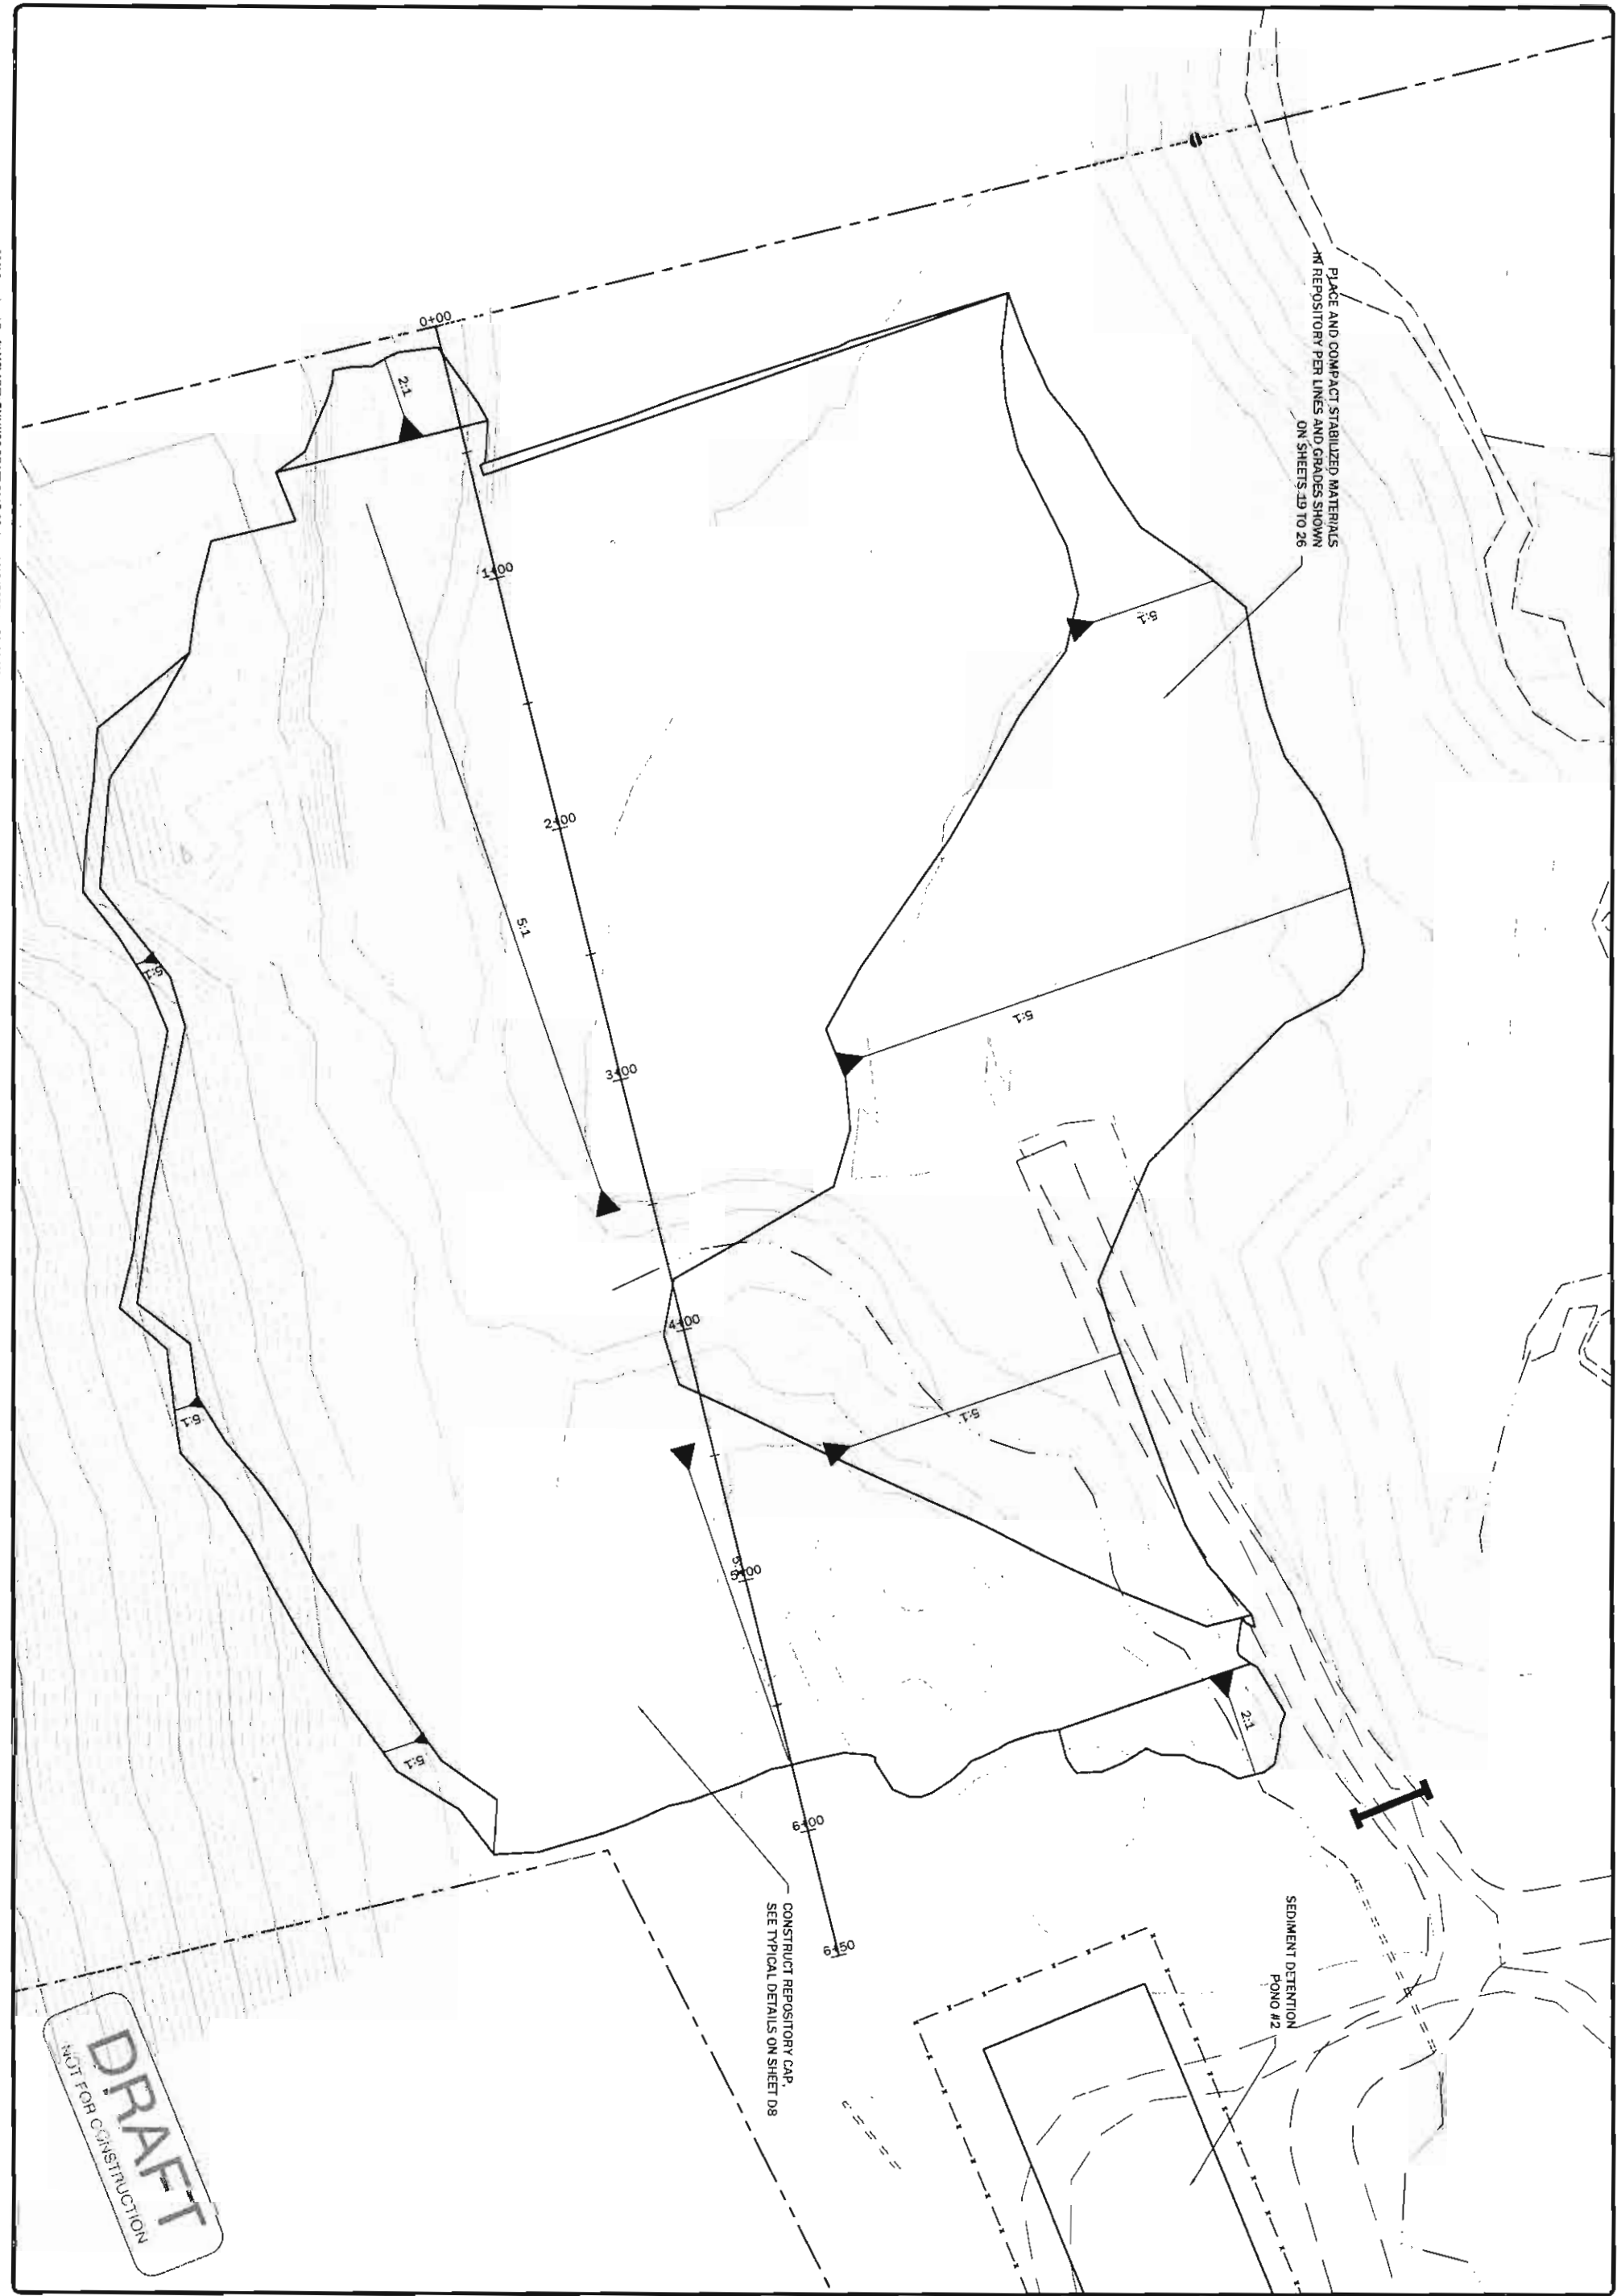 PLACE AND COMPACT STABILIZED MATERIALS
IN REPOSITORY PER LINES AND GRADES SHOWN
ON SHEETS 19 TO 26
0+00
2:1
1+00
5:1
2+00
5:1
5:1
5:1
3+00
4+00
5:1
5:1
5:1
5+00
2:1
5:1
6+00
6+50
CONSTRUCT REPOSITORY CAP,
SEE TYPICAL DETAILS ON SHEET D8
SEDIMENT DETENTION
POND #2
DRAFT
NOT FOR CONSTRUCTION